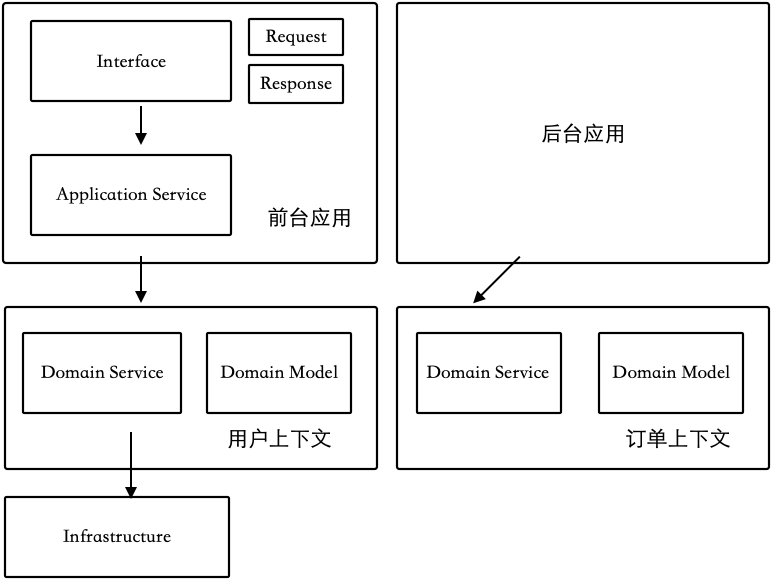 Interface
Request
Response
Application Service
前台应用
后台应用
Domain Service
Domain Model
用户上下文
Domain Service
Domain Model
订单上下文
Infrastructure